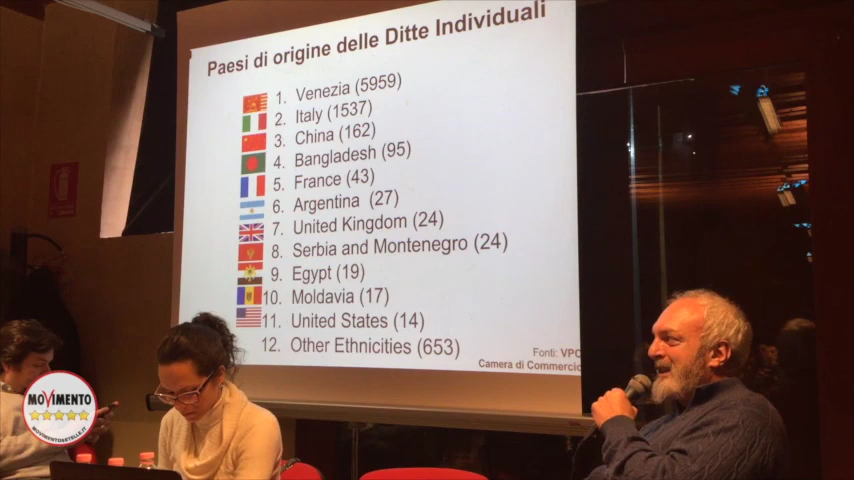 Paesi di origine delle Ditte Individuali
1. Venezia (5959)
2. Italy (1537)
3. China (162)
4. Bangladesh (95)
5. France (43)
6. Argentina (27)
7. United Kingdom (24)
8. Serbia and Montenegro (24)
9. Egypt (19)
10. Moldavia (17)
11. United States (14)
12. Other Ethnicities (653)
Fonti: VPC
Camera di Commercio
MOVIMENTO
MOVIMENTO5STELLE.IT